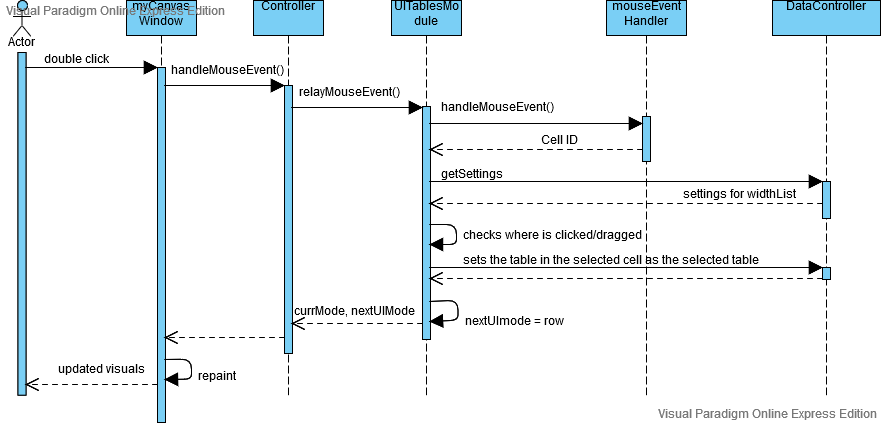 Visual Paradigm Online Express Edition
Actor
myCanvas
Window
Controller
UITablesMo
dule
mouseEvent
Handler
DataController
double click
handleMouseEvent()
relayMouseEvent()
handleMouseEvent()
Cell ID
getSettings
settings for widthList
checks where is clicked/dragged
sets the table in the selected cell as the selected table
currMode, nextUIMode
nextUImode = row
updated visuals
repaint
Visual Paradigm Online Express Edition